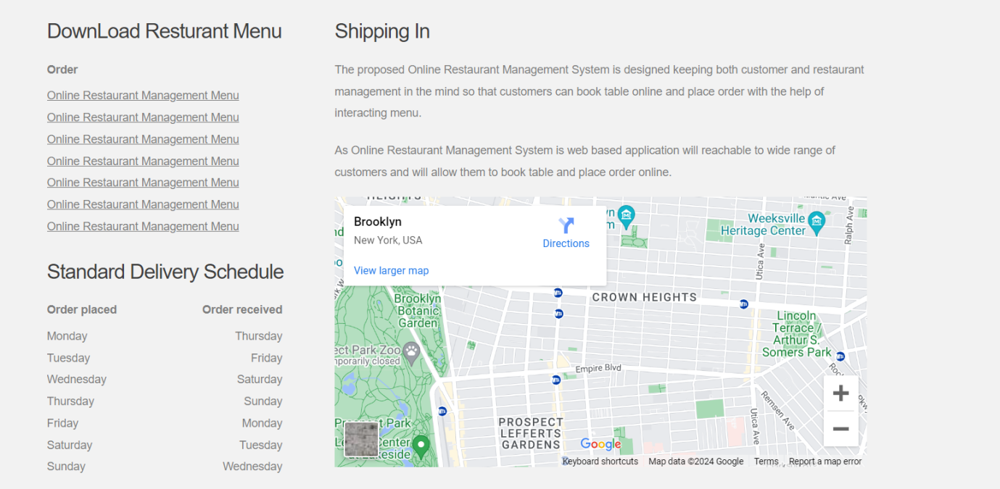 DownLoad Resturant Menu
Order
Online Restaurant Management Menu
Online Restaurant Management Menu
Online Restaurant Management Menu
Online Restaurant Management Menu
Online Restaurant Management Menu
Online Restaurant Management Menu
Online Restaurant Management Menu
Standard Delivery Schedule
Order placed Order received
Monday Thursday
Tuesday Friday
Wednesday Saturday
Thursday Sunday
Friday Monday
Saturday Tuesday
Sunday Wednesday
Shipping In
The proposed Online Restaurant Management System is designed keeping both customer and restaurant
management in the mind so that customers can book table online and place order with the help of
interacting menu.
As Online Restaurant Management System is web based application will reachable to wide range of
customers and will allow them to book table and place order online.
HEIGHTS
Brooklyn
New York, USA
Directions
View larger map
Weeksville
Heritage Center
Ralph Ave
Utica Ave
CROWN HEIGHTS
Brooklyn
Botanic
Garden
Lincoln
Terrace /
Arthur S.
Somers Park
ect Park Zoo
mporarily closed
Empire Blvd
Remsen Ave
Utica Ave
PROSPECT
LEFFERTS
GARDENS
Park
Center
Lakeside
Google
Keyboard shortcuts Map data ©2024 Google Terms Report a map error